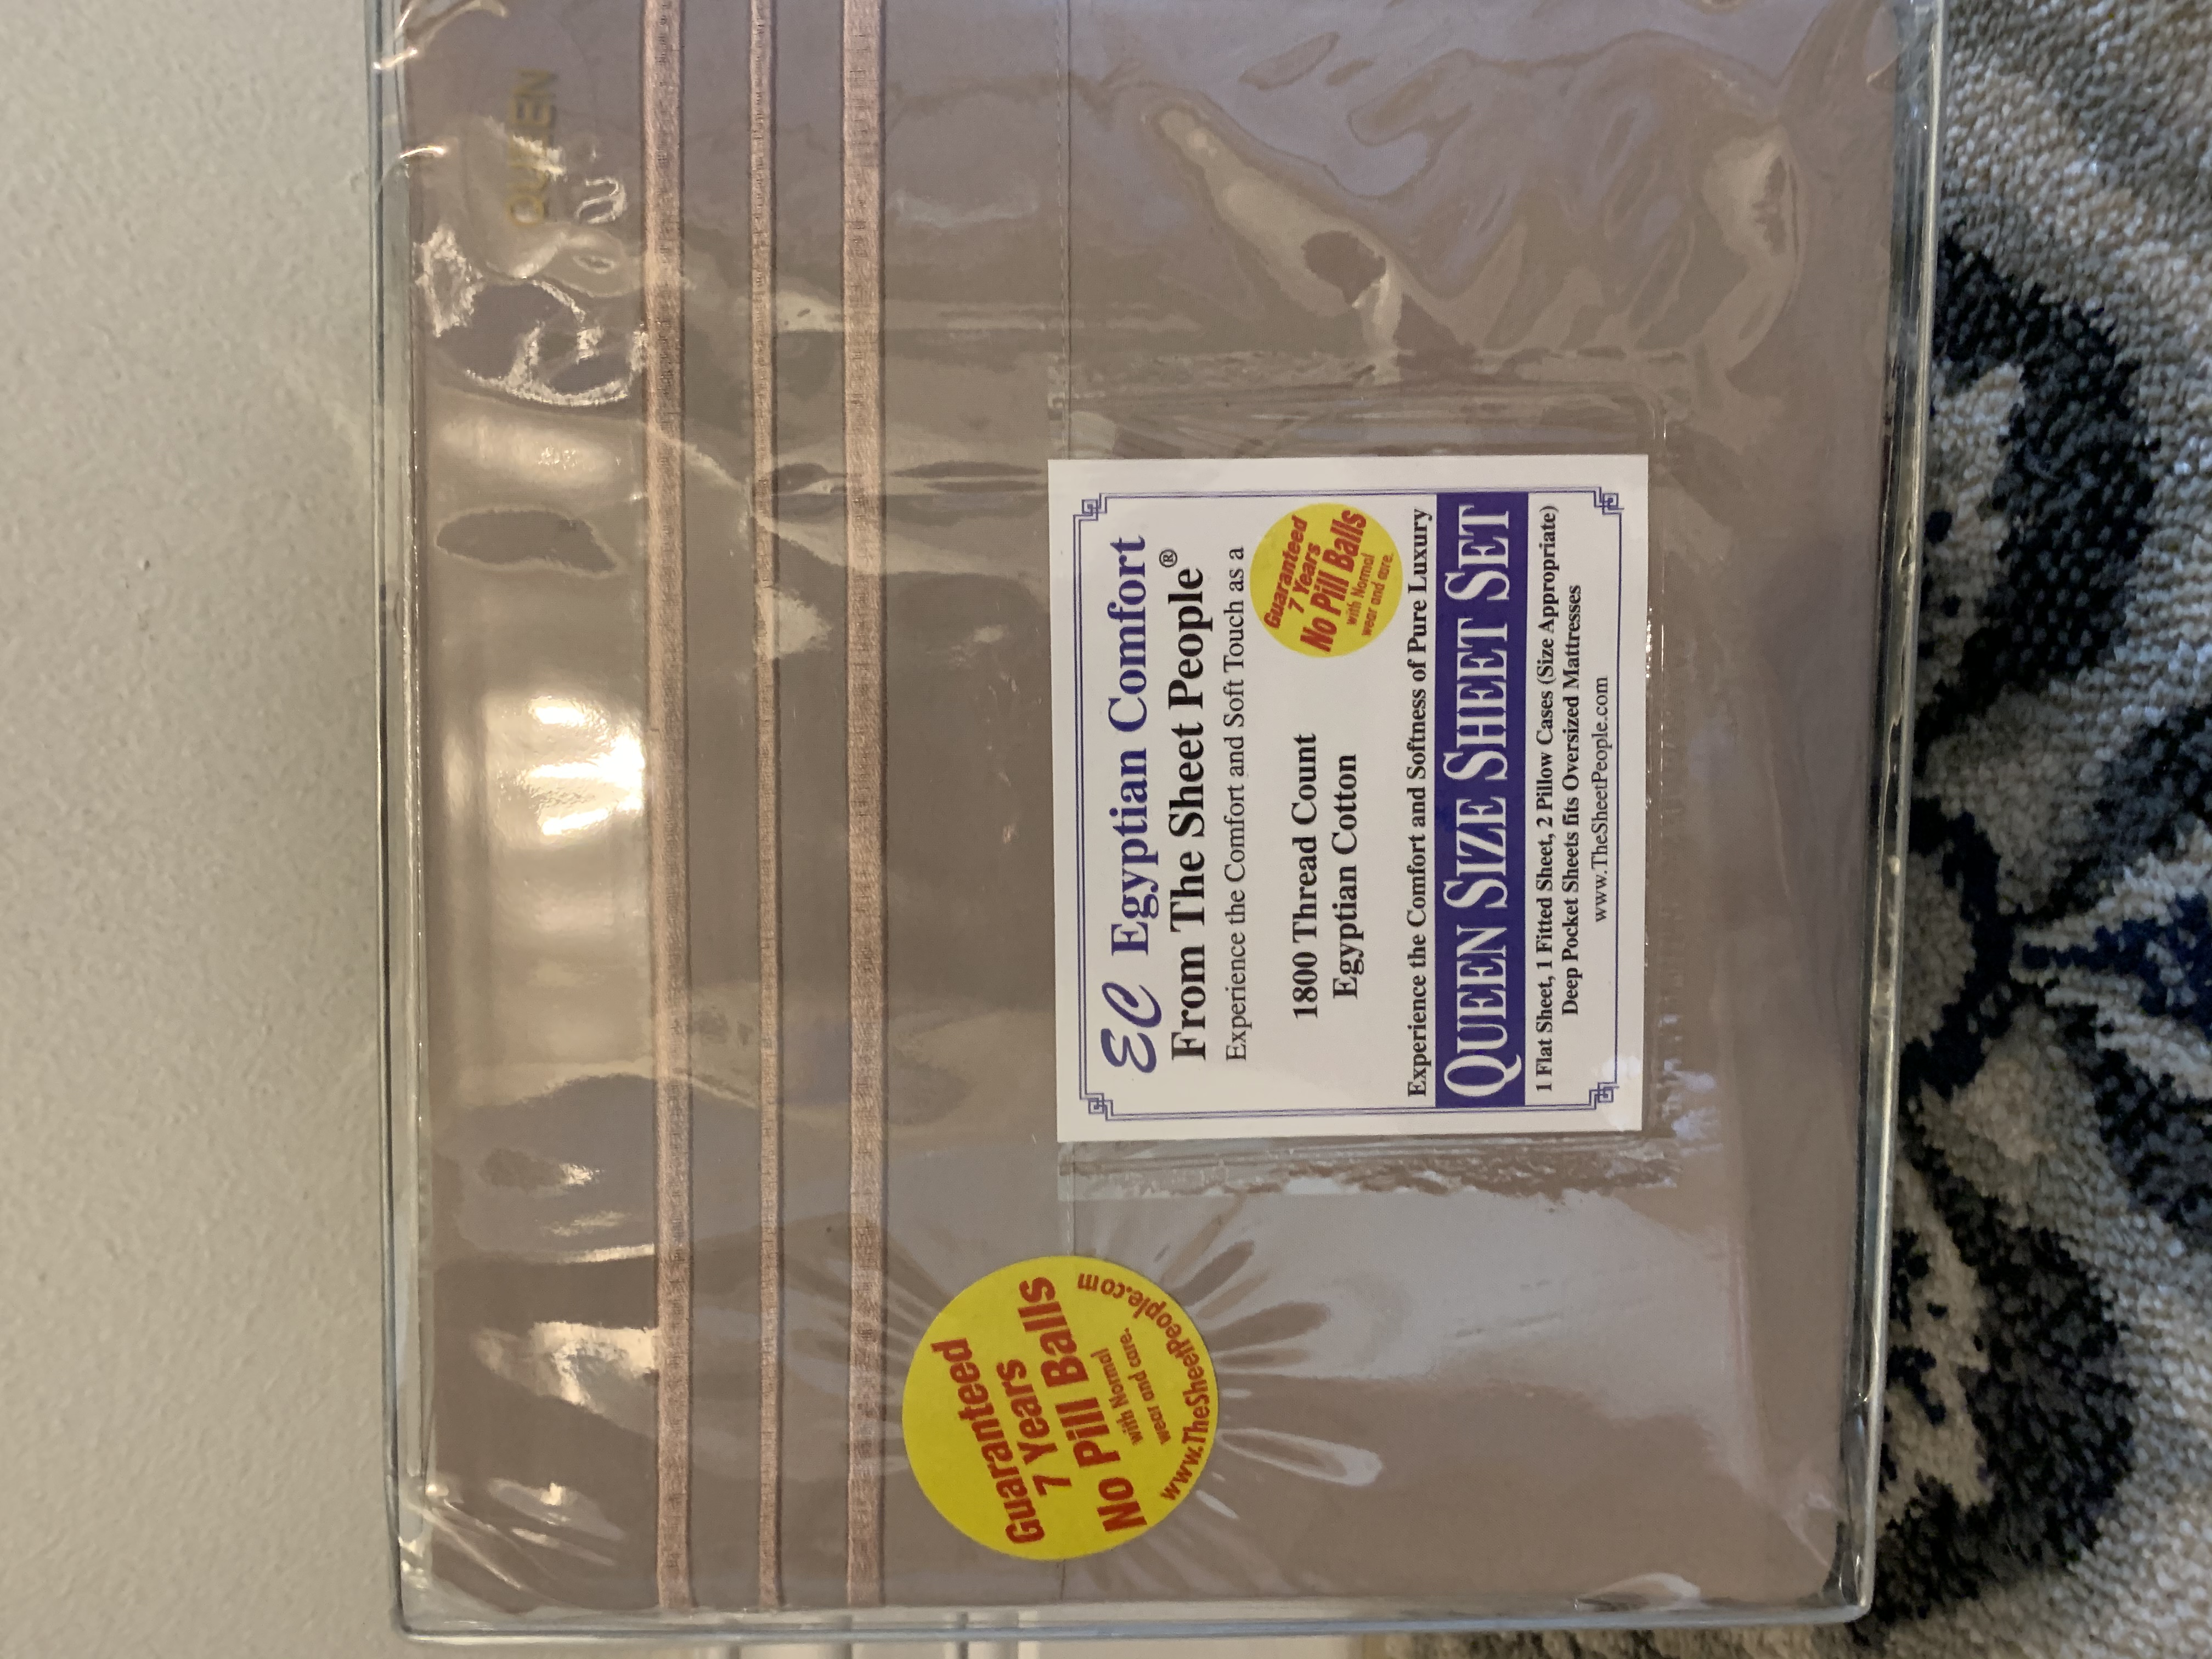 QUEEN
EC Egyptian Comfort
From The Sheet People®
Experience the Comfort and Soft Touch as a
1800 Thread Count
Egyptian Cotton
Guaranteed
7 Years
No Pill Balls
with Normal
wear and care.
Experience the Comfort and Softness of Pure Luxury
QUEEN SIZE SHEET SET
1 Flat Sheet, 1 Fitted Sheet, 2 Pillow Cases (Size Appropriate)
Deep Pocket Sheets fits Oversized Mattresses
www.TheSheetPeople.com
Guaranteed
7 Years
No Pill Balls
with Normal
wear and care.
www.TheSheetPeople.com